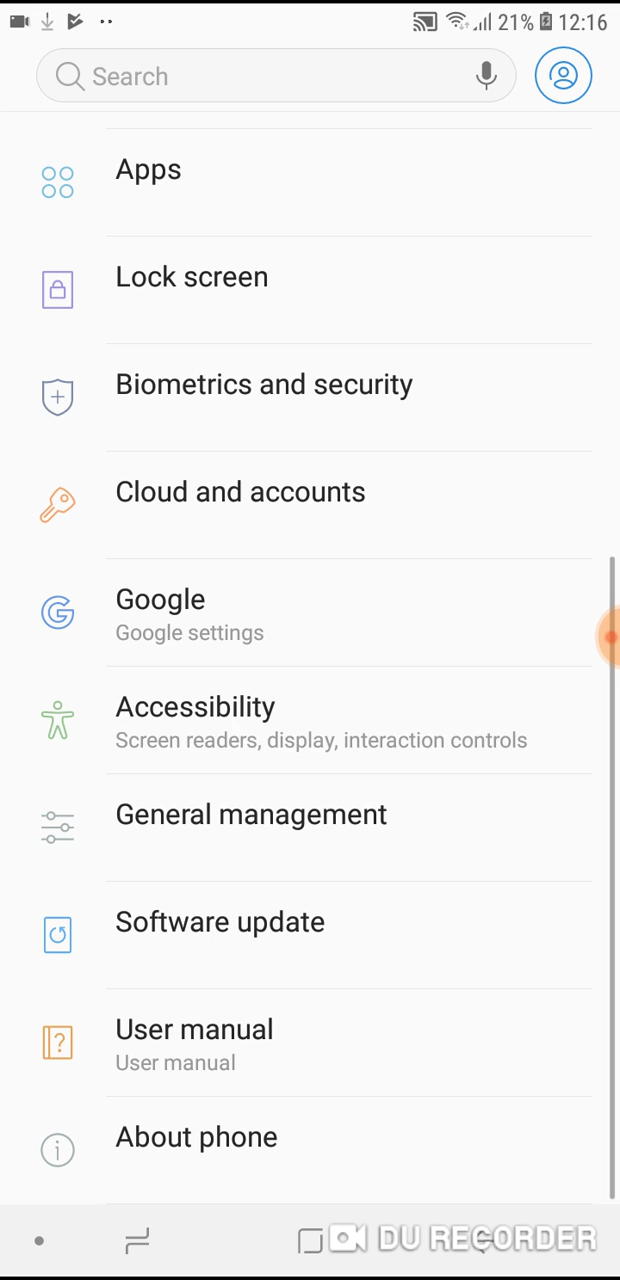 21% 12:16
Search
Apps
Lock screen
Biometrics and security
Cloud and accounts
Google
Google settings
Accessibility
Screen readers, display, interaction controls
General management
Software update
User manual
User manual
About phone
DU RECORDER